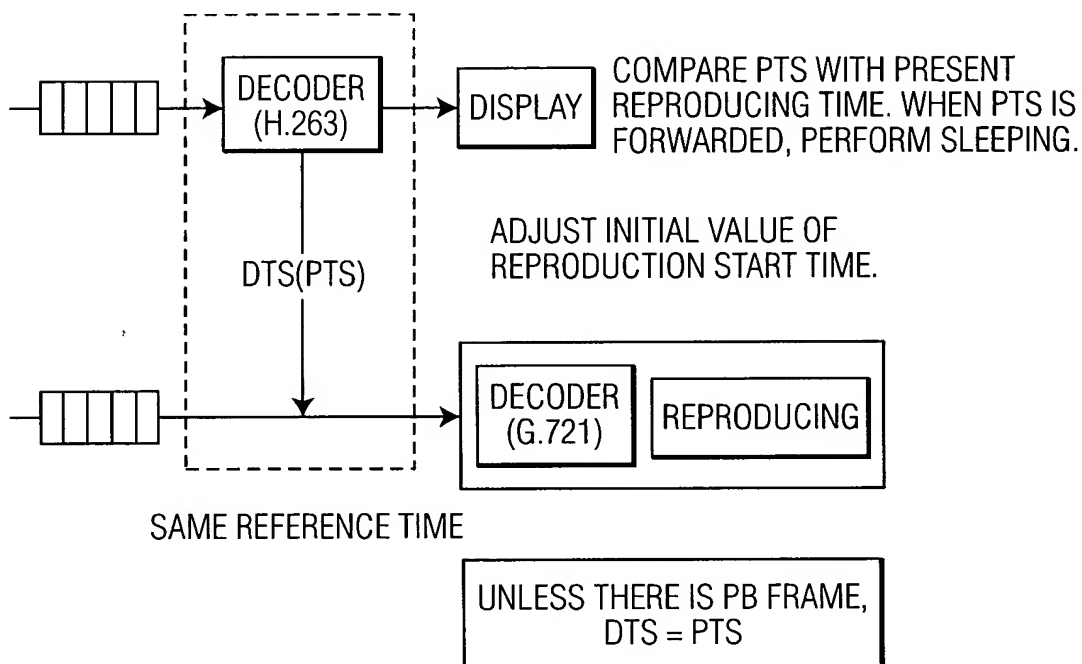 DECODER
(H.263)
DISPLAY
COMPARE PTS WITH PRESENT
REPRODUCING TIME. WHEN PTS IS
FORWARDED, PERFORM SLEEPING.
ADJUST INITIAL VALUE OF
REPRODUCTION START TIME.
DTS(PTS)
DECODER
(G.721)
REPRODUCING
SAME REFERENCE TIME
UNLESS THERE IS PB FRAME,
DTS = PTS